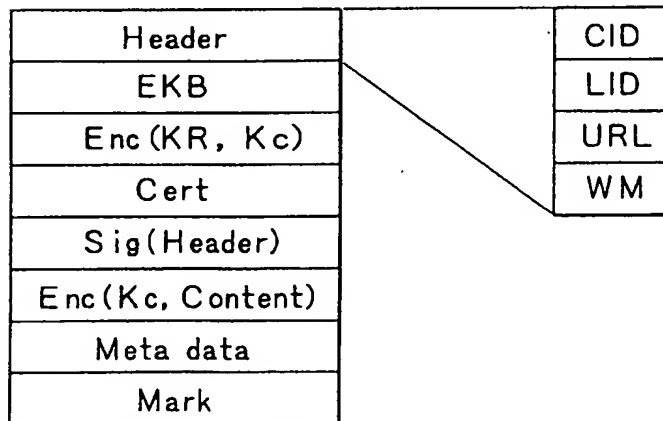 Header
EKB
Enc(KR, Kc)
Cert
Sig(Header)
Enc(Kc, Content)
Meta data
Mark
CID
LID
URL
WM